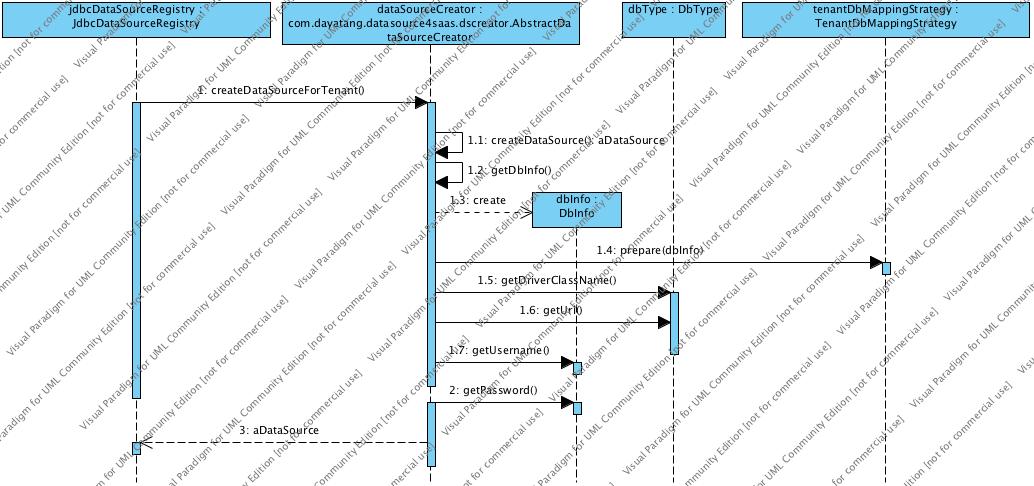 jdbcDataSourceRegistry :
JdbcDataSourceRegistry
dataSourceCreator :
com.dayatang.datasource4saas.dscreator.AbstractDa
taSourceCreator
dbType : DbType
tenantDbMappingStrategy :
TenantDbMappingStrategy
1: createDataSourceForTenant()
1.1: createDataSource(): aDataSource
1.2: getDbInfo()
1.3: create
dbInfo :
DbInfo
1.4: prepare(dbInfo)
1.5: getDriverClassName()
1.6: getUrl()
1.7: getUsername()
2: getPassword()
3: aDataSource
Visual Paradigm for UML Community Edition [not for commercial use]